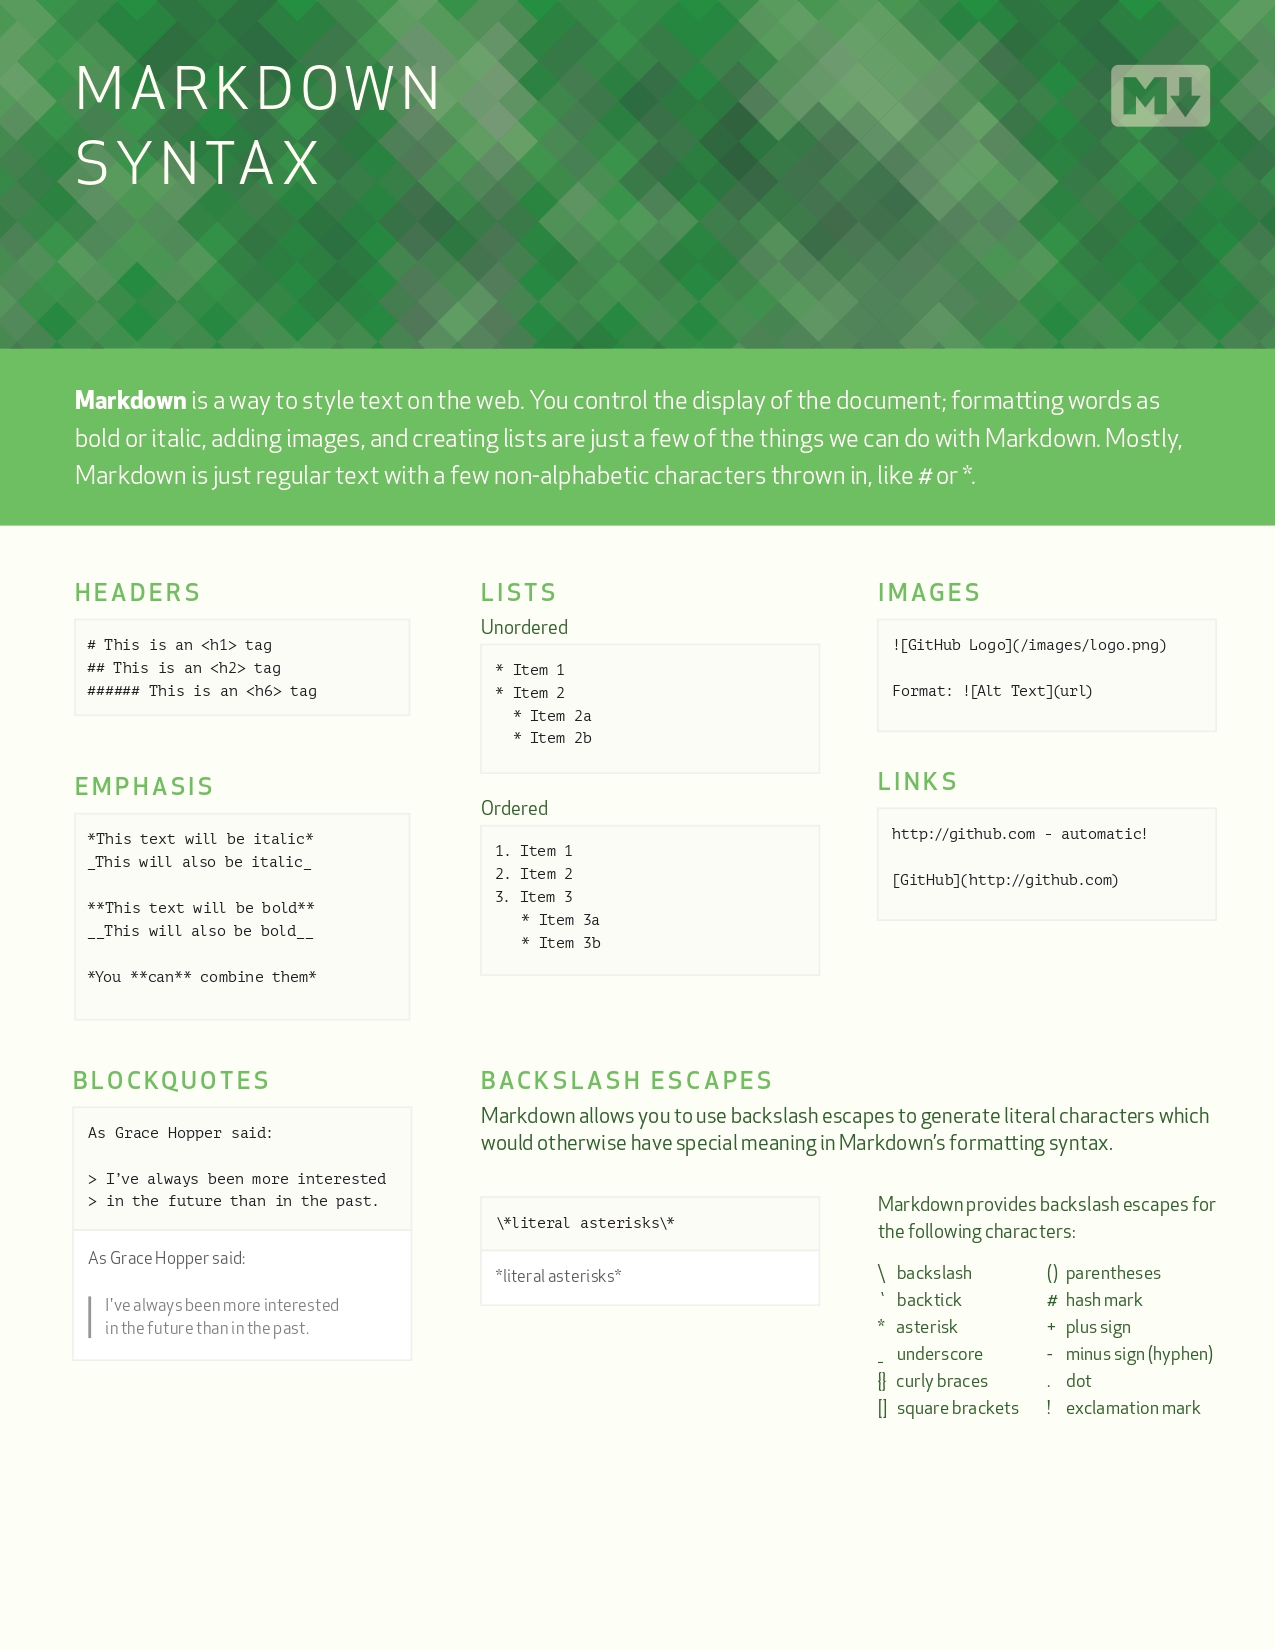 MARKDOWN
SYNTAX
M
Markdown is a way to style text on the web. You control the display of the document; formatting words as
bold or italic, adding images, and creating lists are just a few of the things we can do with Markdown. Mostly,
Markdown is just regular text with a few non-alphabetic characters thrown in, like # or *.
HEADERS
# This is an <h1> tag
## This is an <h2> tag
###### This is an <h6> tag
EMPHASIS
*This text will be italic*
_This will also be italic_
**This text will be bold**
__This will also be bold__
*You **can** combine them*
LISTS
Unordered
* Item 1
* Item 2
  * Item 2a
  * Item 2b
Ordered
1. Item 1
2. Item 2
3. Item 3
   * Item 3a
   * Item 3b
IMAGES
![GitHub Logo](/images/logo.png)
Format: ![Alt Text](url)
LINKS
http://github.com - automatic!
[GitHub](http://github.com)
BLOCKQUOTES
As Grace Hopper said:
> I've always been more interested
> in the future than in the past.
As Grace Hopper said:
I've always been more interested
in the future than in the past.
BACKSLASH ESCAPES
Markdown allows you to use backslash escapes to generate literal characters which
would otherwise have special meaning in Markdown's formatting syntax.
\*literal asterisks\*
*literal asterisks*
Markdown provides backslash escapes for
the following characters:
\ backslash
` backtick
* asterisk
_ underscore
{} curly braces
[] square brackets
() parentheses
# hash mark
+ plus sign
- minus sign (hyphen)
. dot
! exclamation mark